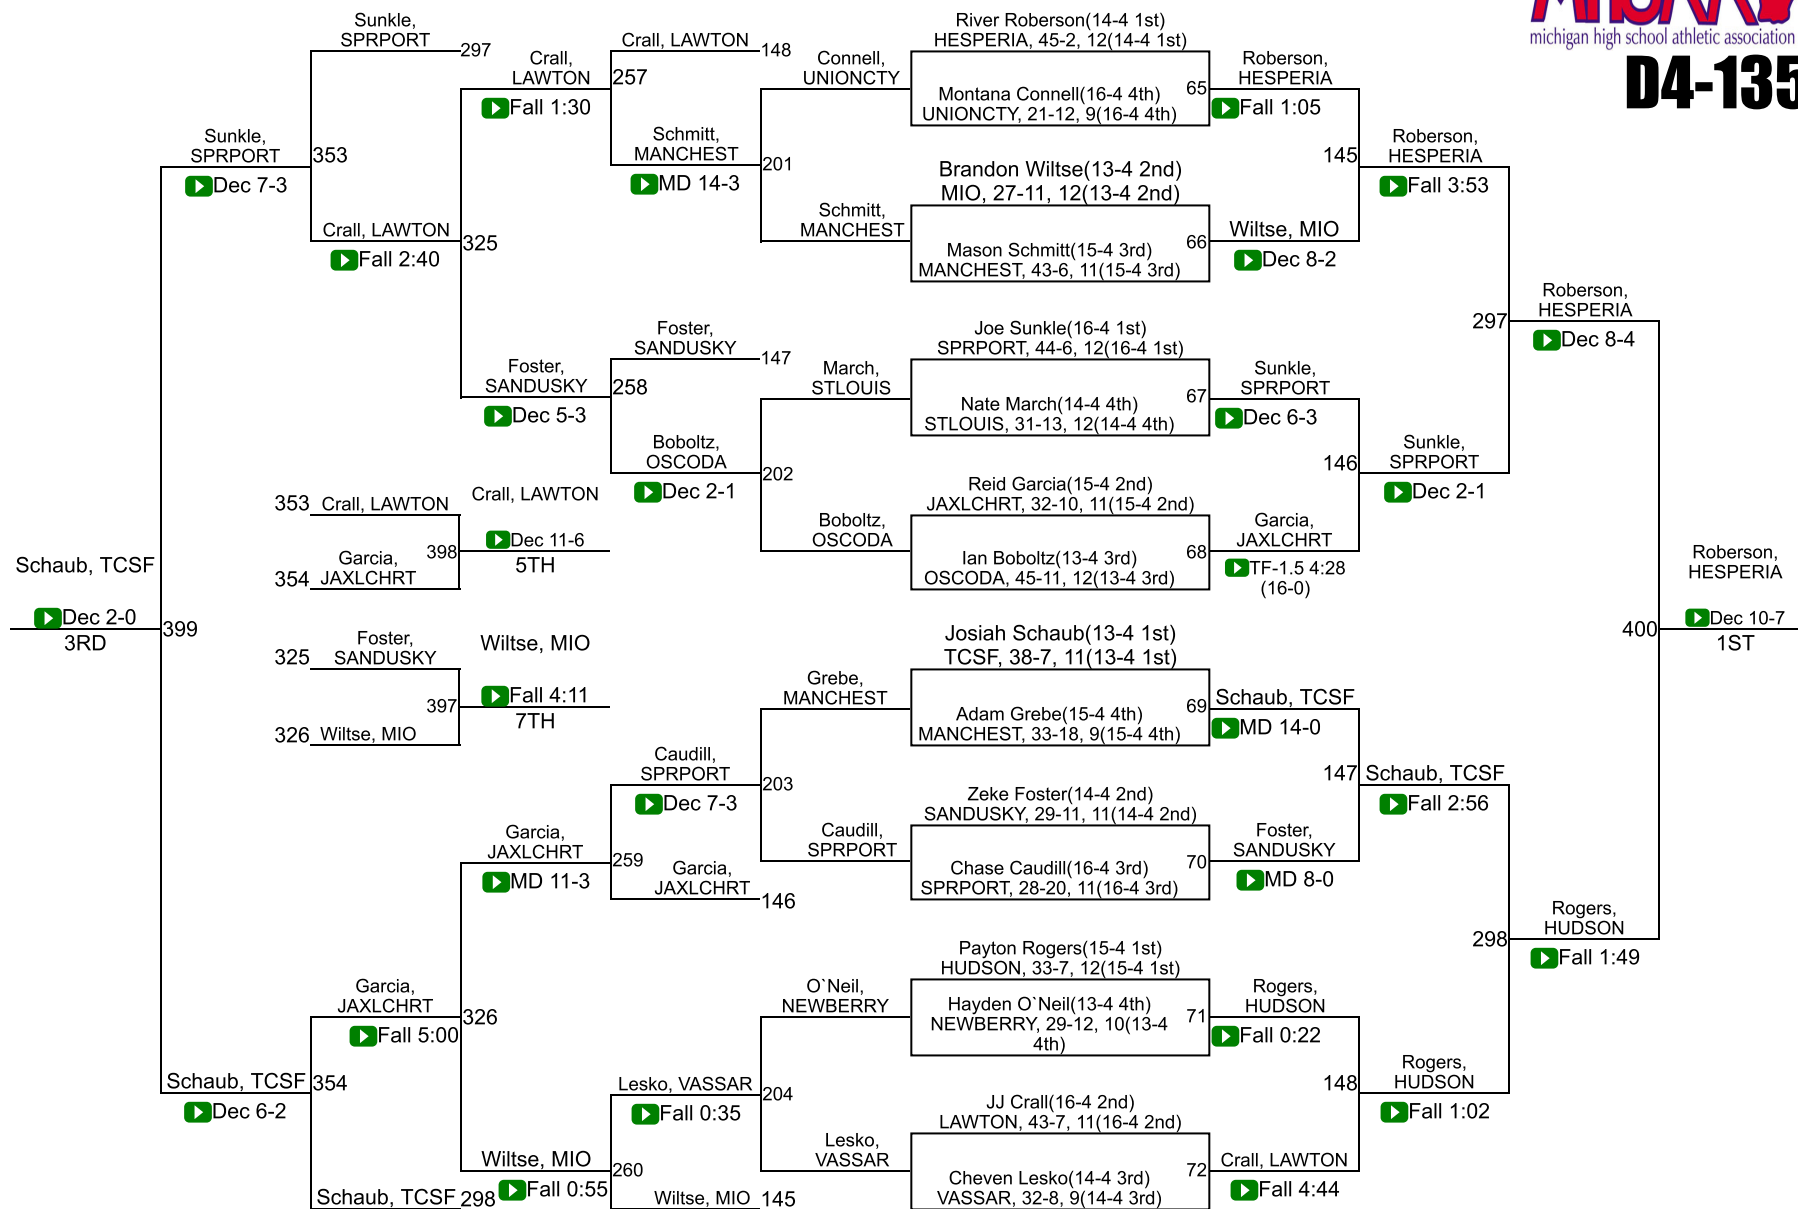 MHSAA
michigan high school athletic association
D4-135
Sunkle,
SPRPORT
297
Crall,
LAWTON
Fall 1:30
257
Crall, LAWTON
148
Connell,
UNIONCTY
River Roberson(14-4 1st)
HESPERIA, 45-2, 12(14-4 1st)
Montana Connell(16-4 4th)
UNIONCTY, 21-12, 9(16-4 4th)
65
Roberson,
HESPERIA
Fall 1:05
Sunkle,
SPRPORT
Dec 7-3
353
Schmitt,
MANCHEST
MD 14-3
201
Brandon Wiltse(13-4 2nd)
MIO, 27-11, 12(13-4 2nd)
145
Roberson,
HESPERIA
Fall 3:53
Crall, LAWTON
Fall 2:40
325
Schmitt,
MANCHEST
Mason Schmitt(15-4 3rd)
MANCHEST, 43-6, 11(15-4 3rd)
66
Wiltse, MIO
Dec 8-2
Roberson,
HESPERIA
Dec 8-4
297
Foster,
SANDUSKY
147
Joe Sunkle(16-4 1st)
SPRPORT, 44-6, 12(16-4 1st)
Foster,
SANDUSKY
Dec 5-3
258
March,
STLOUIS
Nate March(14-4 4th)
STLOUIS, 31-13, 12(14-4 4th)
67
Sunkle,
SPRPORT
Dec 6-3
Boboltz,
OSCODA
Dec 2-1
202
Reid Garcia(15-4 2nd)
JAXLCHRT, 32-10, 11(15-4 2nd)
146
Sunkle,
SPRPORT
Dec 2-1
353
Crall, LAWTON
Crall, LAWTON
Boboltz,
OSCODA
Ian Boboltz(13-4 3rd)
OSCODA, 45-11, 12(13-4 3rd)
68
Garcia,
JAXLCHRT
TF-1.5 4:28
(16-0)
398
Dec 11-6
5TH
354
Garcia,
JAXLCHRT
Schaub, TCSF
Dec 2-0
3RD
399
Roberson,
HESPERIA
Dec 10-7
1ST
400
325
Foster,
SANDUSKY
Wiltse, MIO
397
Fall 4:11
7TH
326
Wiltse, MIO
Josiah Schaub(13-4 1st)
TCSF, 38-7, 11(13-4 1st)
Grebe,
MANCHEST
Adam Grebe(15-4 4th)
MANCHEST, 33-18, 9(15-4 4th)
69
Schaub, TCSF
MD 14-0
Caudill,
SPRPORT
Dec 7-3
203
Zeke Foster(14-4 2nd)
SANDUSKY, 29-11, 11(14-4 2nd)
147
Schaub, TCSF
Fall 2:56
Garcia,
JAXLCHRT
MD 11-3
259
Garcia,
JAXLCHRT
146
Caudill,
SPRPORT
Chase Caudill(16-4 3rd)
SPRPORT, 28-20, 11(16-4 3rd)
70
Foster,
SANDUSKY
MD 8-0
298
Rogers,
HUDSON
Fall 1:49
Payton Rogers(15-4 1st)
HUDSON, 33-7, 12(15-4 1st)
Garcia,
JAXLCHRT
Fall 5:00
326
O`Neil,
NEWBERRY
Hayden O`Neil(13-4 4th)
NEWBERRY, 29-12, 10(13-4
4th)
71
Rogers,
HUDSON
Fall 0:22
Schaub, TCSF
Dec 6-2
354
Lesko, VASSAR
Fall 0:35
204
JJ Crall(16-4 2nd)
LAWTON, 43-7, 11(16-4 2nd)
148
Rogers,
HUDSON
Fall 1:02
Wiltse, MIO
Fall 0:55
260
Lesko,
VASSAR
Cheven Lesko(14-4 3rd)
VASSAR, 32-8, 9(14-4 3rd)
72
Crall, LAWTON
Fall 4:44
Schaub, TCSF
298
Wiltse, MIO
145